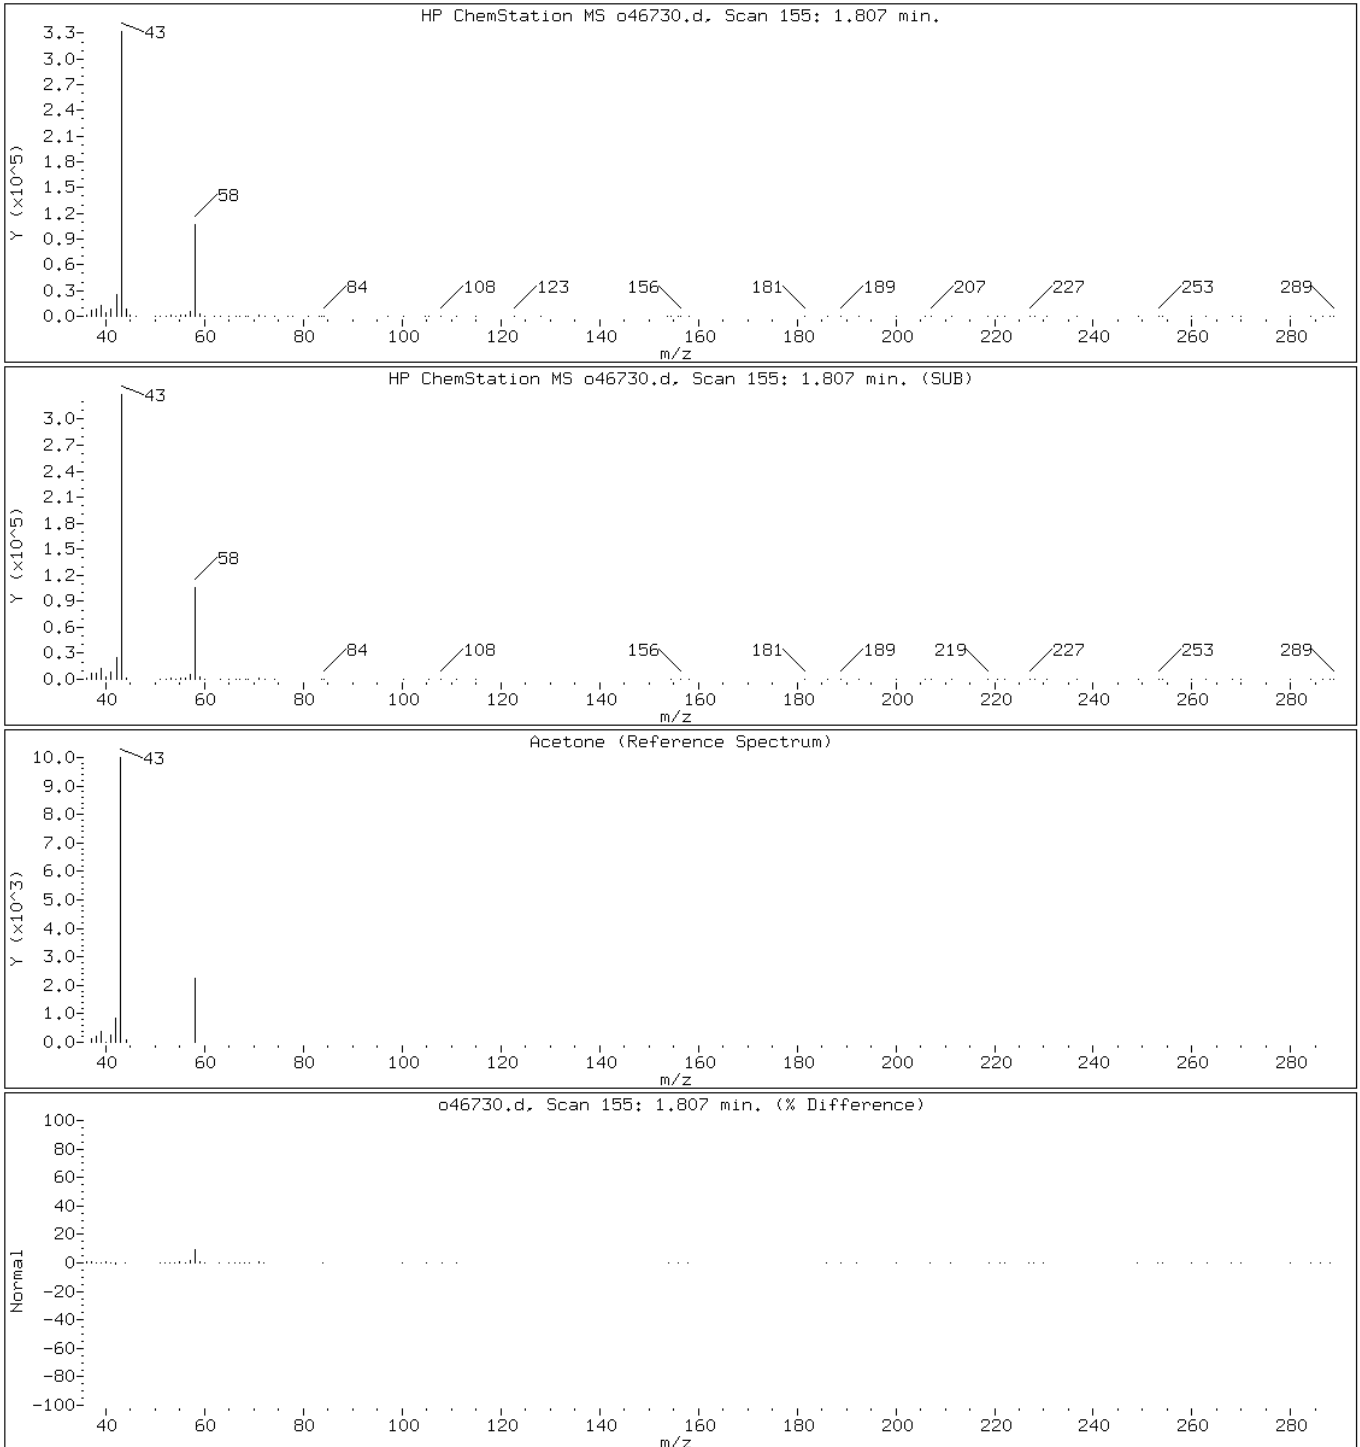 HP ChemStation MS o46730.d, Scan 155: 1.807 min.
3.3
3.0
2.7
2.4
2.1
1.8
1.5
1.2
0.9
0.6
0.3
0.0
Y (x10^5)
43
58
84 108 123 156 181 189 207 227 253 289
40 60 80 100 120 140 160 180 200 220 240 260 280
m/z
HP ChemStation MS o46730.d, Scan 155: 1.807 min. (SUB)
3.0
2.7
2.4
2.1
1.8
1.5
1.2
0.9
0.6
0.3
0.0
Y (x10^5)
43
58
84 108 156 181 189 219 227 253 289
40 60 80 100 120 140 160 180 200 220 240 260 280
m/z
Acetone (Reference Spectrum)
10.0
9.0
8.0
7.0
6.0
5.0
4.0
3.0
2.0
1.0
0.0
Y (x10^3)
43
40 60 80 100 120 140 160 180 200 220 240 260 280
m/z
o46730.d, Scan 155: 1.807 min. (% Difference)
100
80
60
40
20
0
-20
-40
-60
-80
-100
Normal
40 60 80 100 120 140 160 180 200 220 240 260 280
m/z